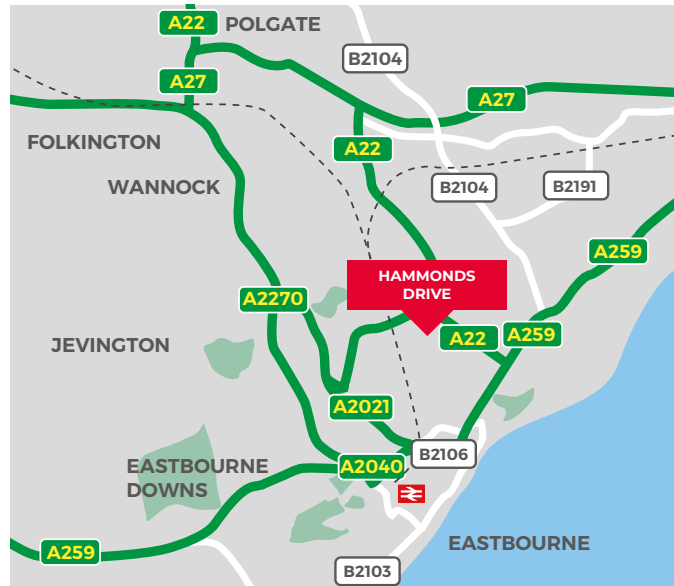 A22
POLGATE
B2104
A27
A27
FOLKINGTON
A22
WANNOCK
B2104
B2191
A259
HAMMONDS
DRIVE
A2270
A259
A22
JEVINGTON
A2021
B2106
EASTBOURNE
DOWNS
A2040
EASTBOURNE
A259
B2103